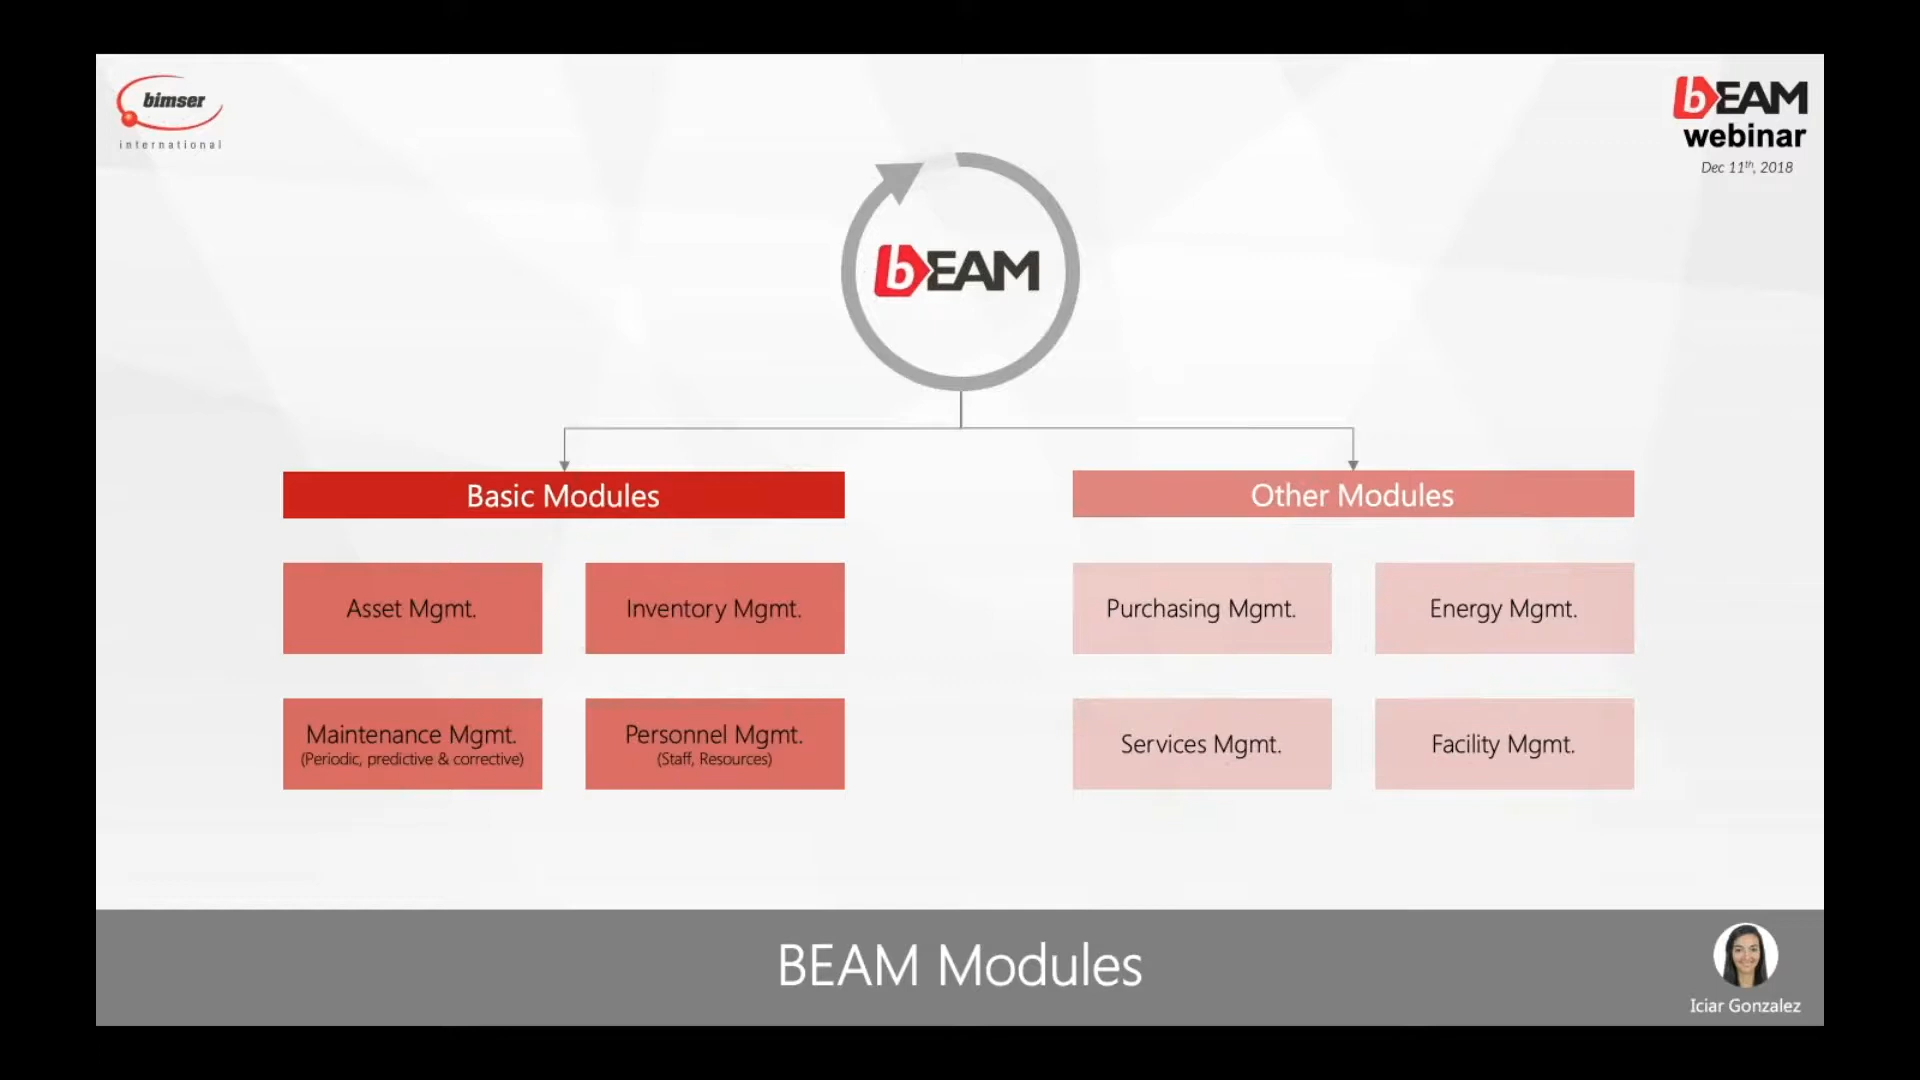 bimser
international
bEAM
webinar
Dec 11th, 2018
bEAM
Basic Modules
Other Modules
Asset Mgmt.
Inventory Mgmt.
Purchasing Mgmt.
Energy Mgmt.
Maintenance Mgmt.
(Periodic, predictive & corrective)
Personnel Mgmt.
(Staff, Resources)
Services Mgmt.
Facility Mgmt.
BEAM Modules
Iciar Gonzalez